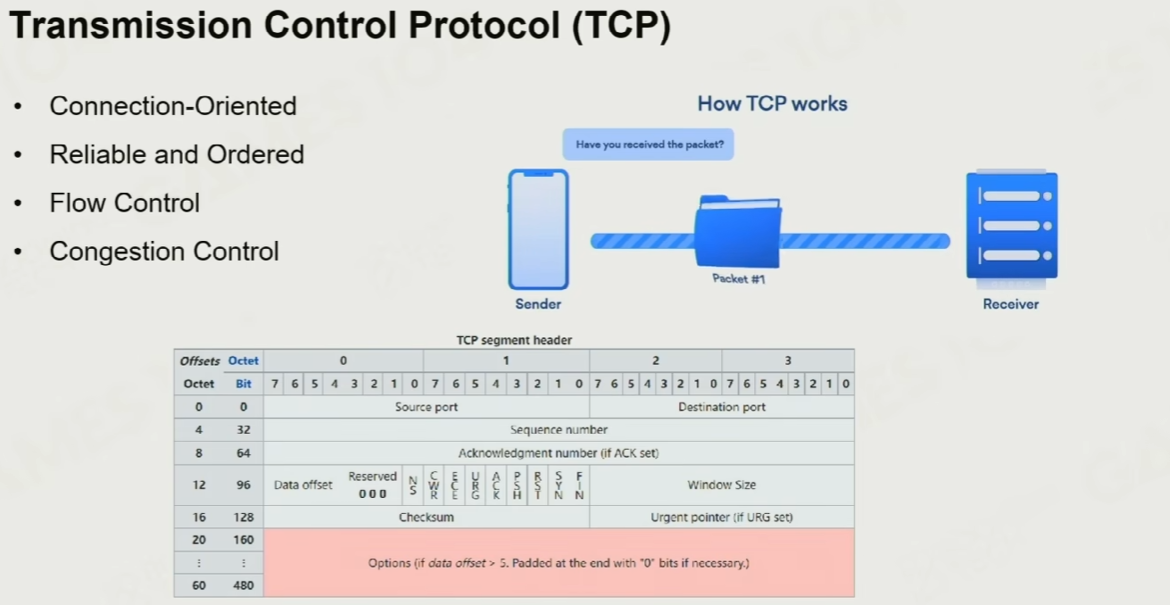 Transmission Control Protocol (TCP)
• Connection-Oriented
• Reliable and Ordered
• Flow Control
• Congestion Control
How TCP works
Have you received the packet?
Packet #1
Sender
Receiver
TCP segment header
Offsets Octet 0 1 2 3
Octet Bit 7 6 5 4 3 2 1 0 7 6 5 4 3 2 1 0 7 6 5 4 3 2 1 0 7 6 5 4 3 2 1 0
0 0 Source port Destination port
4 32 Sequence number
8 64 Acknowledgment number (if ACK set)
12 96 Data offset Reserved 0 0 0 NS CWR ECE URG ACK PSH RST SYN FIN Window Size
16 128 Checksum Urgent pointer (if URG set)
20 160
⋮ ⋮ Options (if data offset > 5. Padded at the end with "0" bits if necessary.)
60 480